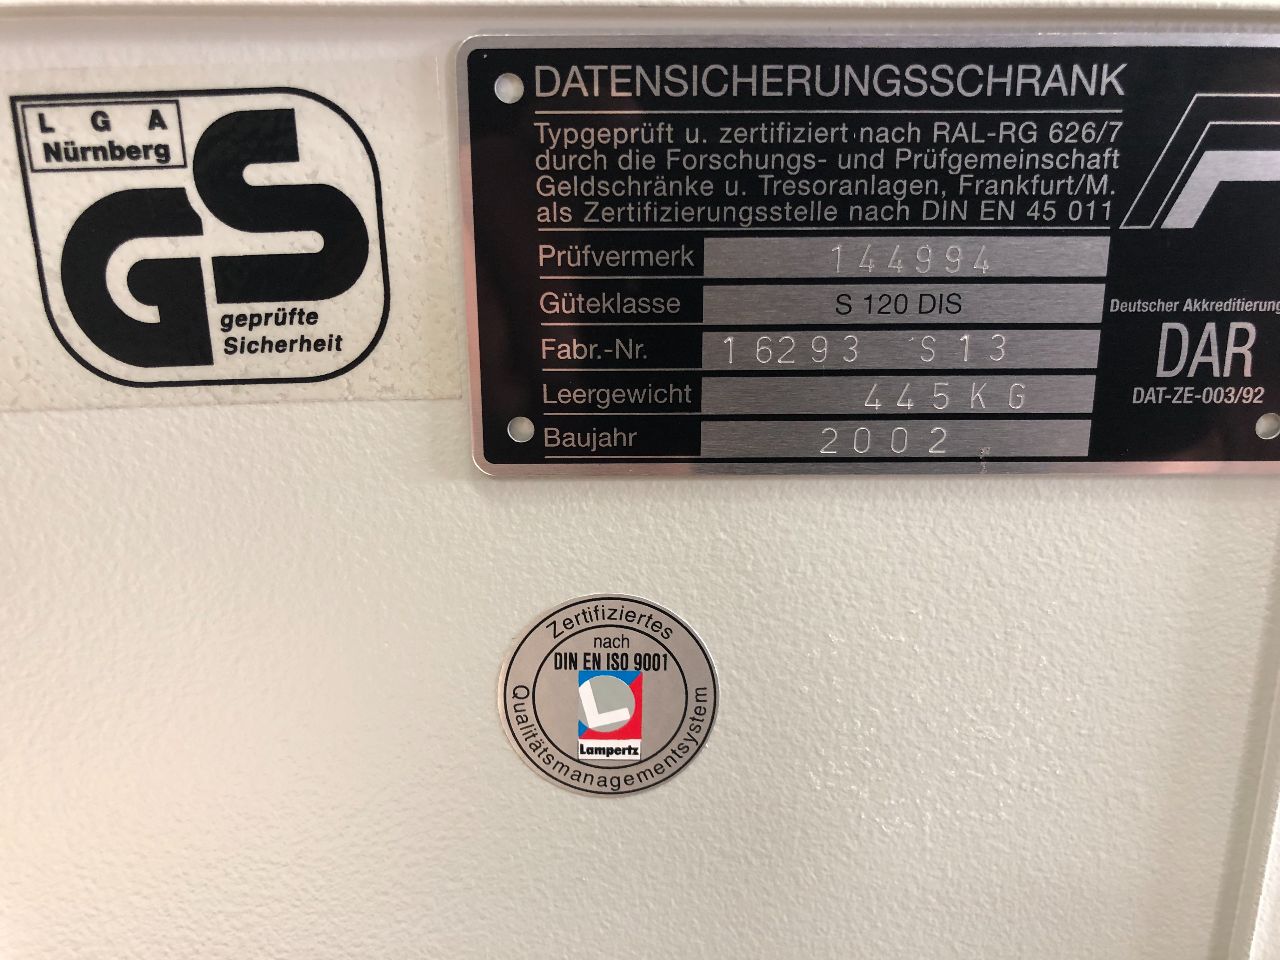 L G A
Nürnberg
GS
geprüfte
Sicherheit
DATENSICHERUNGSSCHRANK
Typgeprüft u. zertifiziert nach RAL-RG 626/7
durch die Forschungs- und Prüfgemeinschaft
Geldschränke u. Tresoranlagen, Frankfurt/M.
als Zertifizierungsstelle nach DIN EN 45 011
Prüfvermerk 144994
Güteklasse S 120 DIS
Fabr.-Nr. 16293 S13
Leergewicht 445KG
Baujahr 2002
Deutscher Akkreditierung
DAR
DAT-ZE-003/92
Zertifiziertes
nach
DIN EN ISO 9001
Lampertz
Qualitätsmanagementsystem